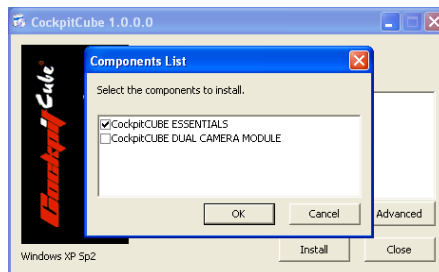 CockpitCube 1.0.0.0
Components List
Select the components to install.
CockpitCUBE ESSENTIALS
CockpitCUBE DUAL CAMERA MODULE
OK
Cancel
Advanced
Install
Close
Windows XP Sp2
Cockpit Cube